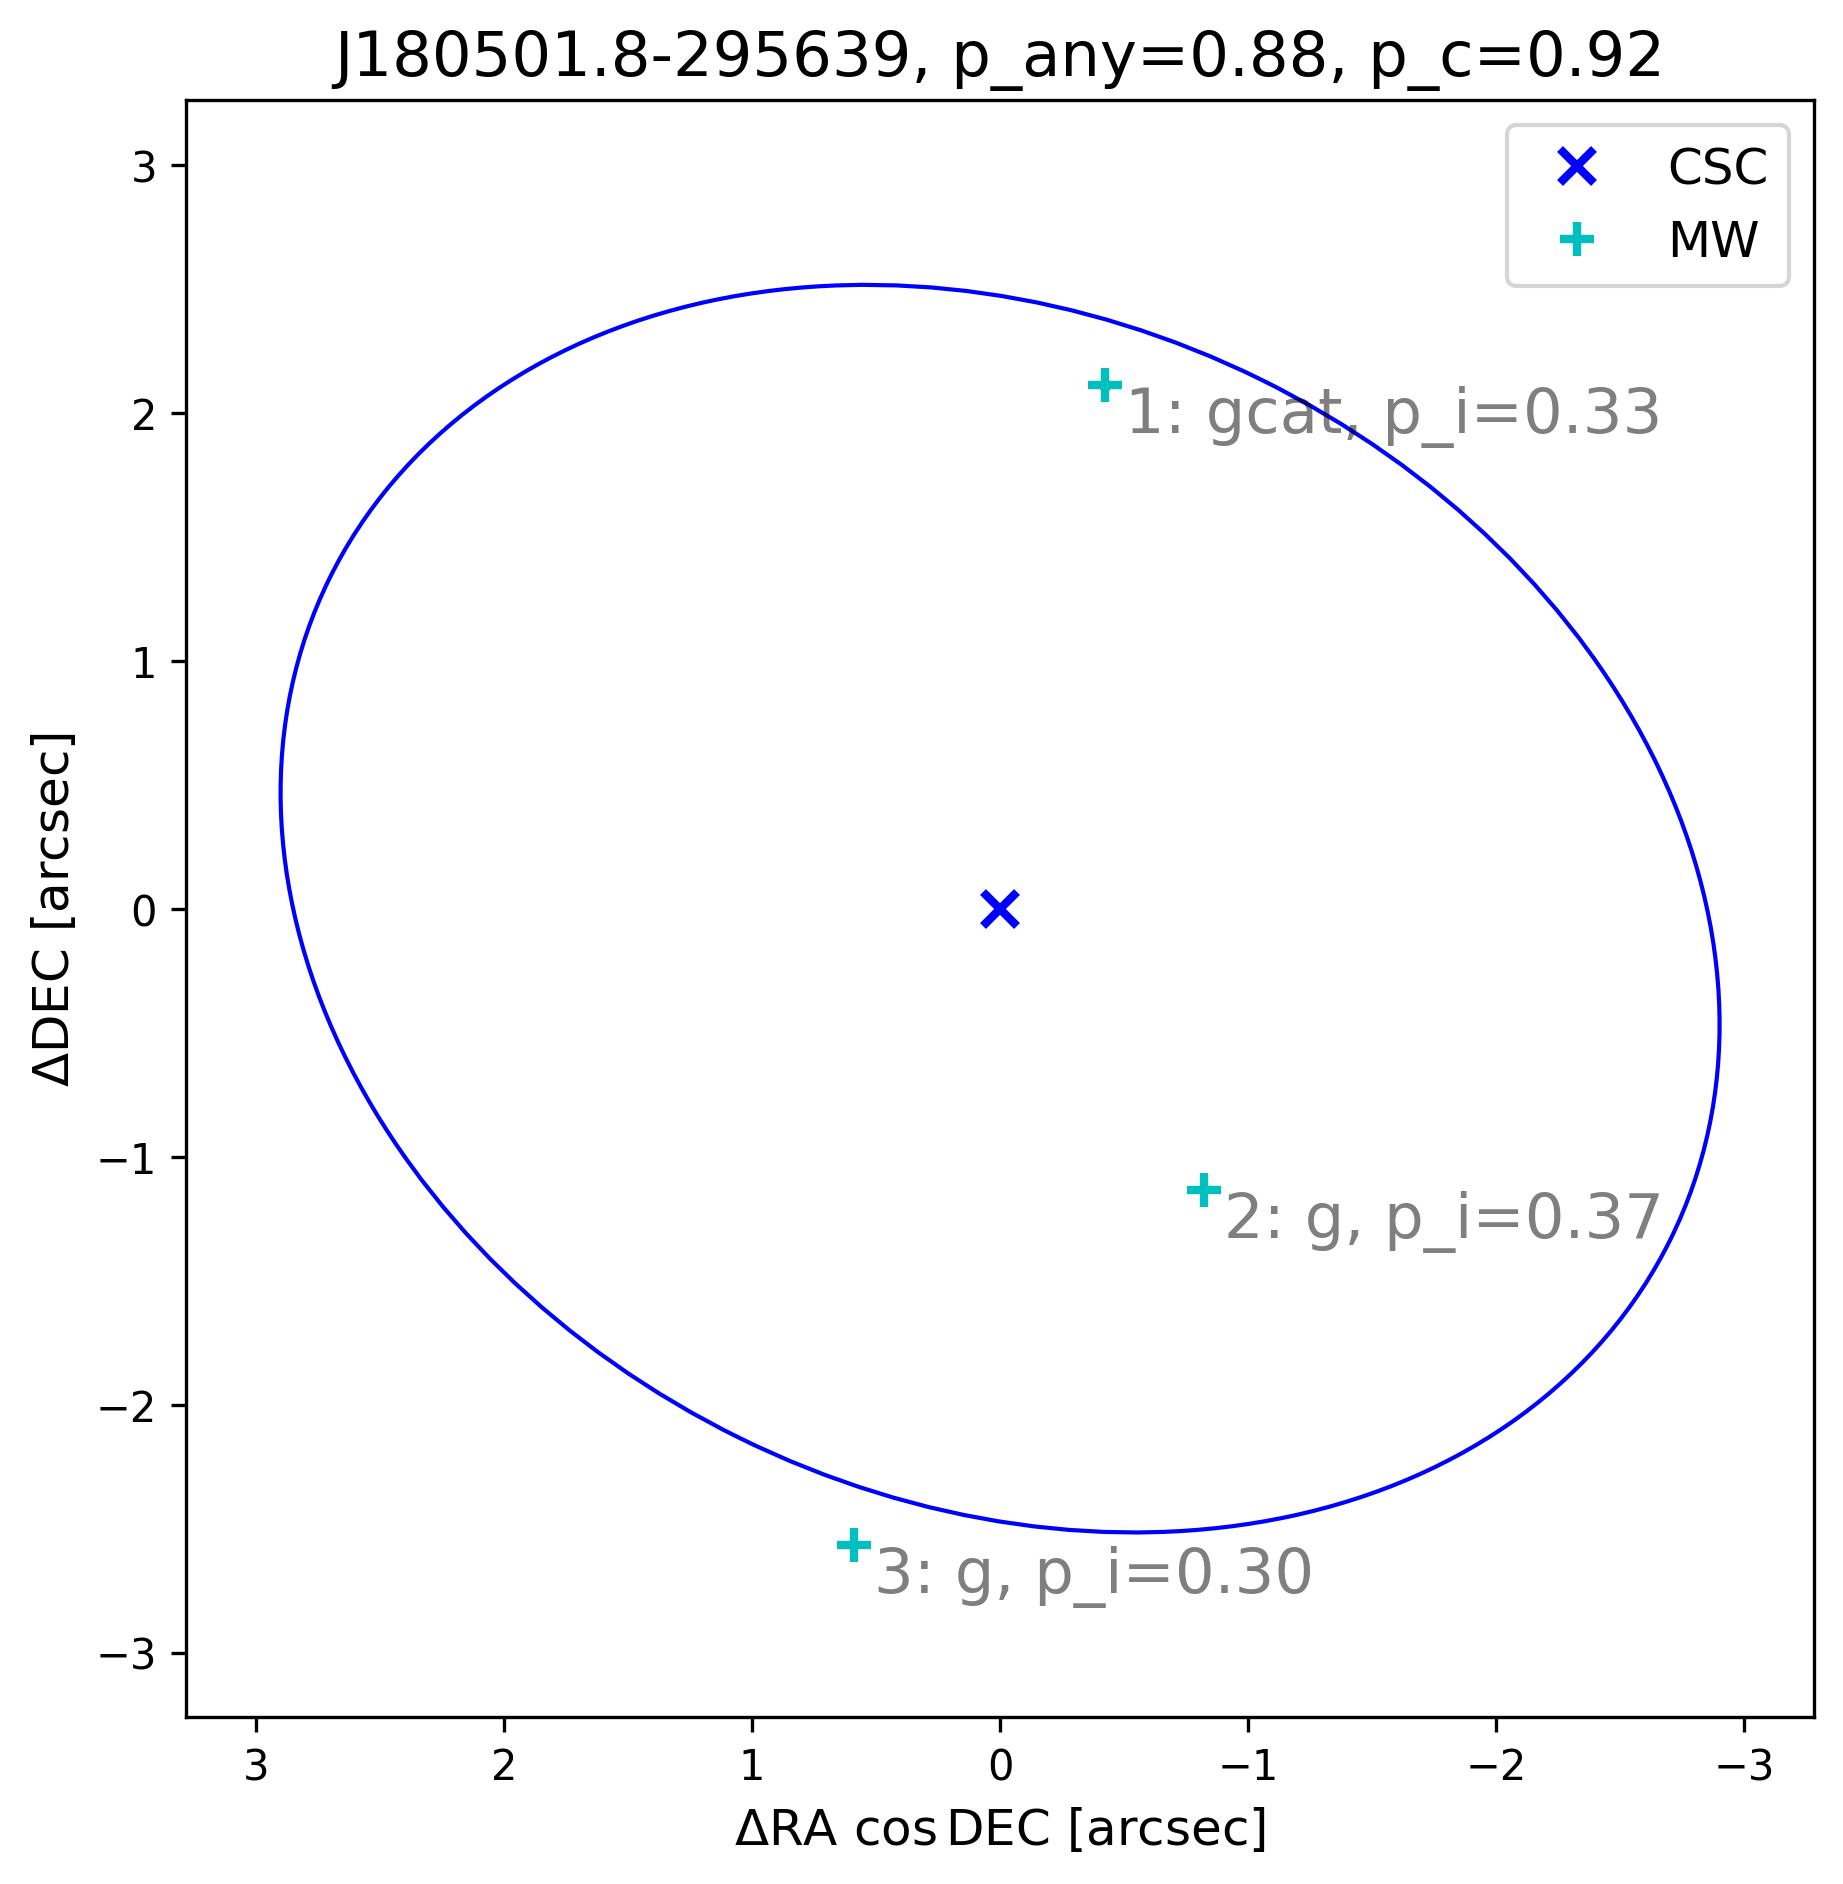 J180501.8-295639, p_any=0.88, p_c=0.92
CSC
MW
1: gcat, p_i=0.33
2: g, p_i=0.37
3: g, p_i=0.30
ΔDEC [arcsec]
3
2
1
0
−1
−2
−3
3
2
1
0
−1
−2
−3
ΔRA cos DEC [arcsec]